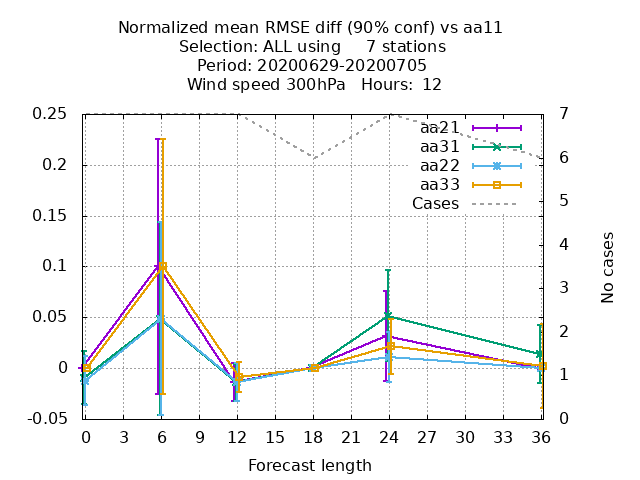 Normalized mean RMSE diff (90% conf) vs aa11
Selection: ALL using     7 stations
Period: 20200629-20200705
Wind speed 300hPa   Hours:  12
0.25
0.2
0.15
0.1
0.05
0
-0.05
aa21
aa31
aa22
aa33
Cases
7
6
5
4
3
2
1
0
No cases
0 3 6 9 12 15 18 21 24 27 30 33 36
Forecast length